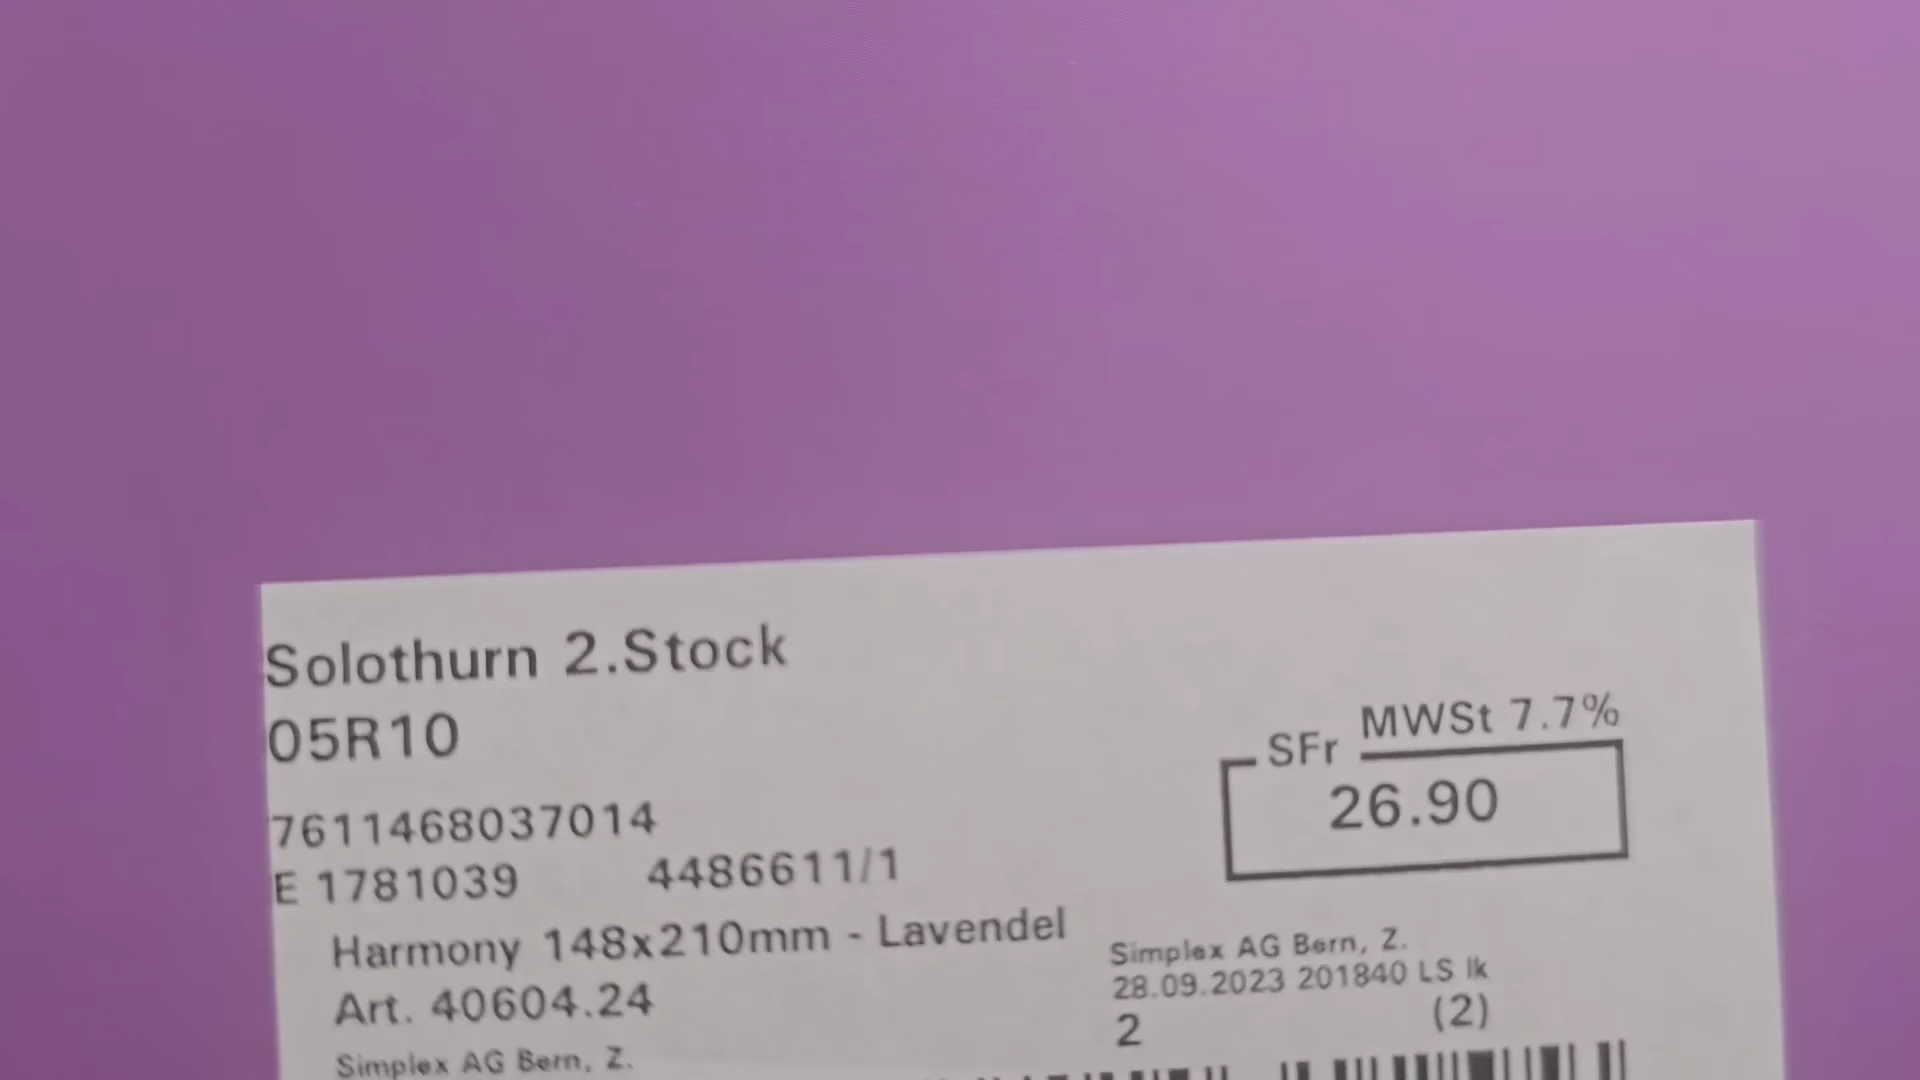 Solothurn 2.Stock
05R10
MWSt 7.7%
SFr
26.90
7611468037014
E 1781039 4486611/1
Harmony 148x210mm - Lavendel
Art. 40604.24
Simplex AG Bern, Z.
Simplex AG Bern, Z.
28.09.2023 201840 LS lk
2 (2)